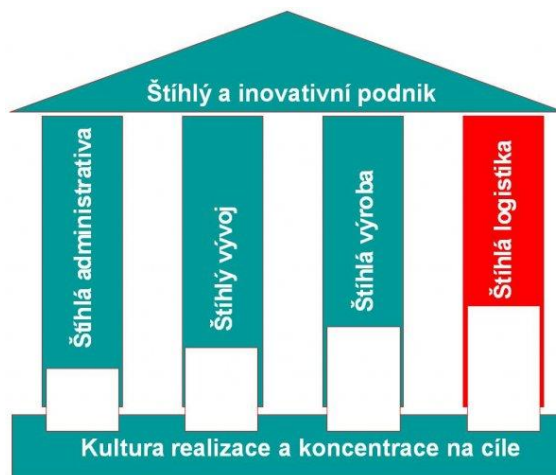 Štíhlý a inovativní podnik
Štíhlá administrativa
Štíhlý vývoj
Štíhlá výroba
Štíhlá logistika
Kultura realizace a koncentrace na cíle